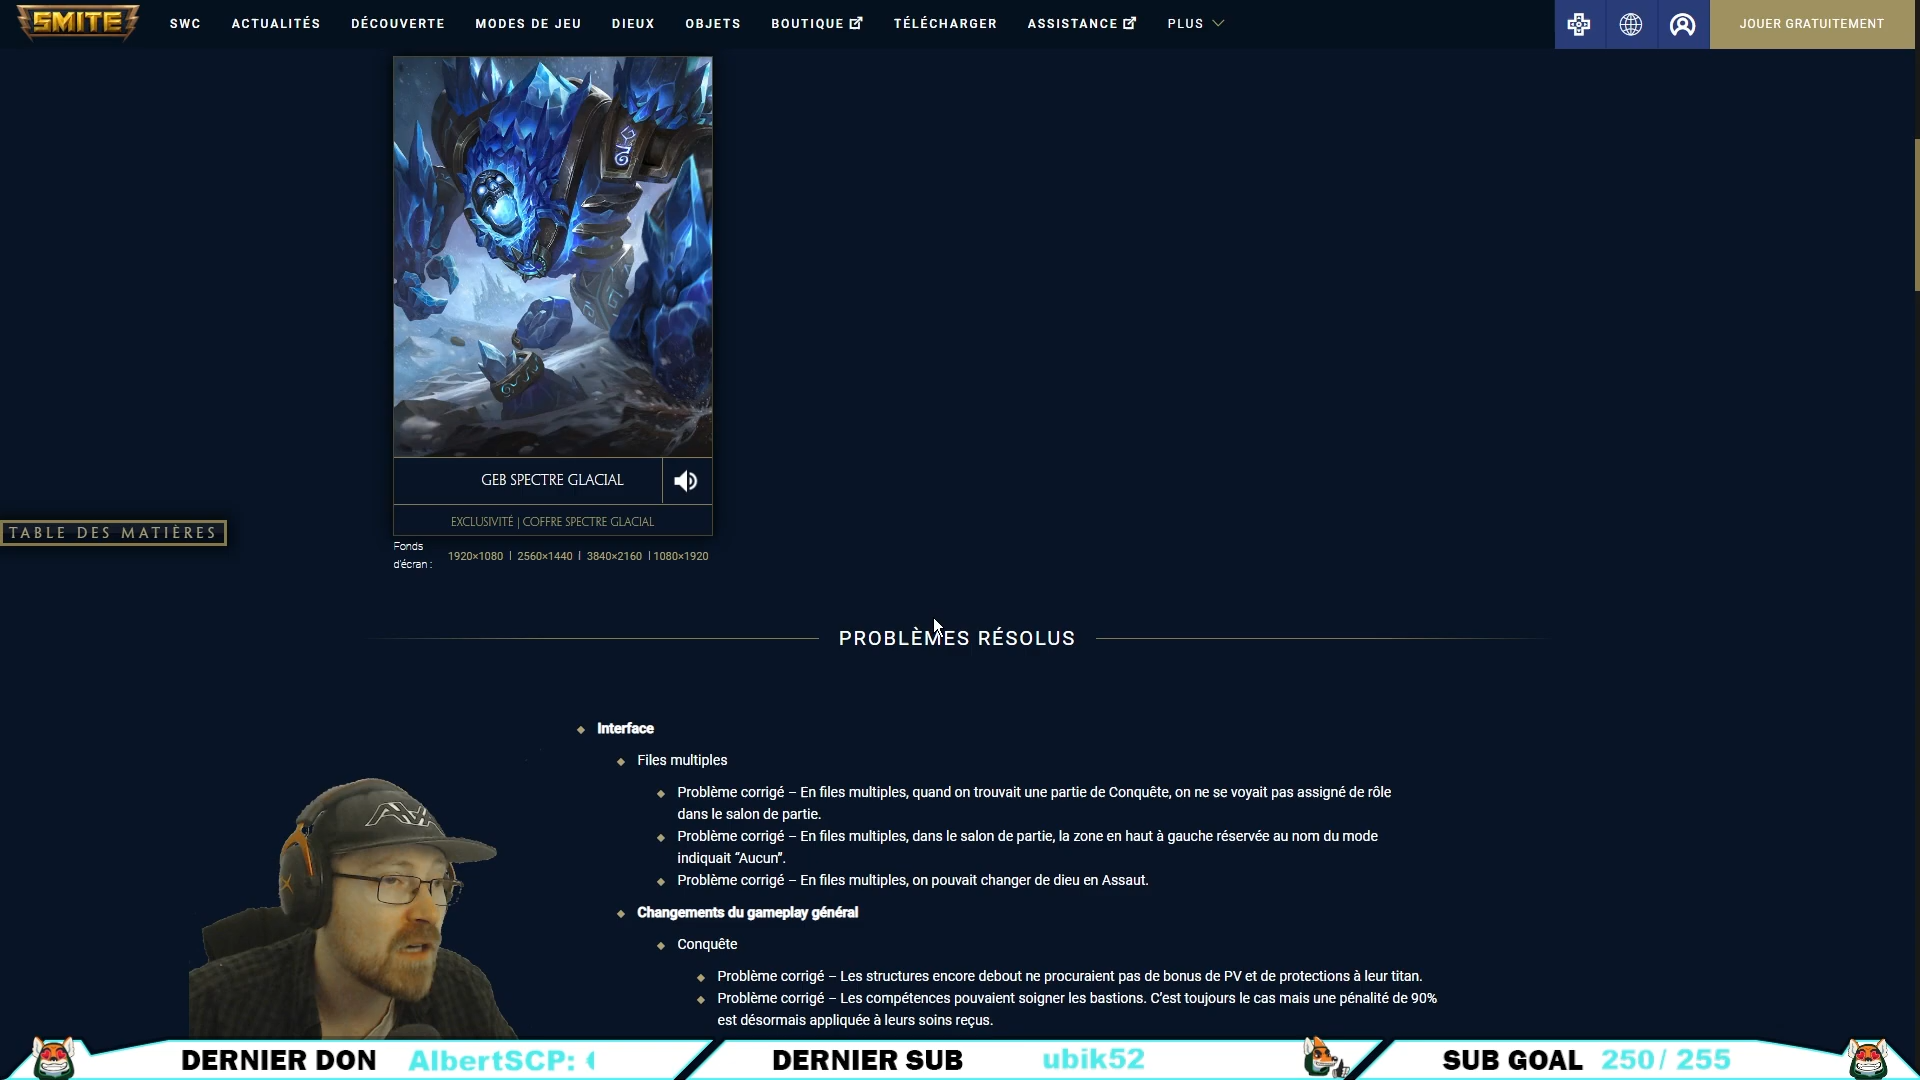 SMITE
SWC
ACTUALITÉS
DÉCOUVERTE
MODES DE JEU
DIEUX
OBJETS
BOUTIQUE
TÉLÉCHARGER
ASSISTANCE
PLUS
JOUER GRATUITEMENT
GEB SPECTRE GLACIAL
EXCLUSIVITÉ | COFFRE SPECTRE GLACIAL
TABLE DES MATIÈRES
Fonds d'écran : 1920×1080 | 2560×1440 | 3840×2160 | 1080×1920
PROBLÈMES RÉSOLUS
Interface
Files multiples
Problème corrigé – En files multiples, quand on trouvait une partie de Conquête, on ne se voyait pas assigné de rôle
dans le salon de partie.
Problème corrigé – En files multiples, dans le salon de partie, la zone en haut à gauche réservée au nom du mode
indiquait “Aucun”.
Problème corrigé – En files multiples, on pouvait changer de dieu en Assaut.
Changements du gameplay général
Conquête
Problème corrigé – Les structures encore debout ne procuraient pas de bonus de PV et de protections à leur titan.
Problème corrigé – Les compétences pouvaient soigner les bastions. C’est toujours le cas mais une pénalité de 90%
est désormais appliquée à leurs soins reçus.
DERNIER DON AlbertSCP:
DERNIER SUB ubik52
SUB GOAL 250 / 255